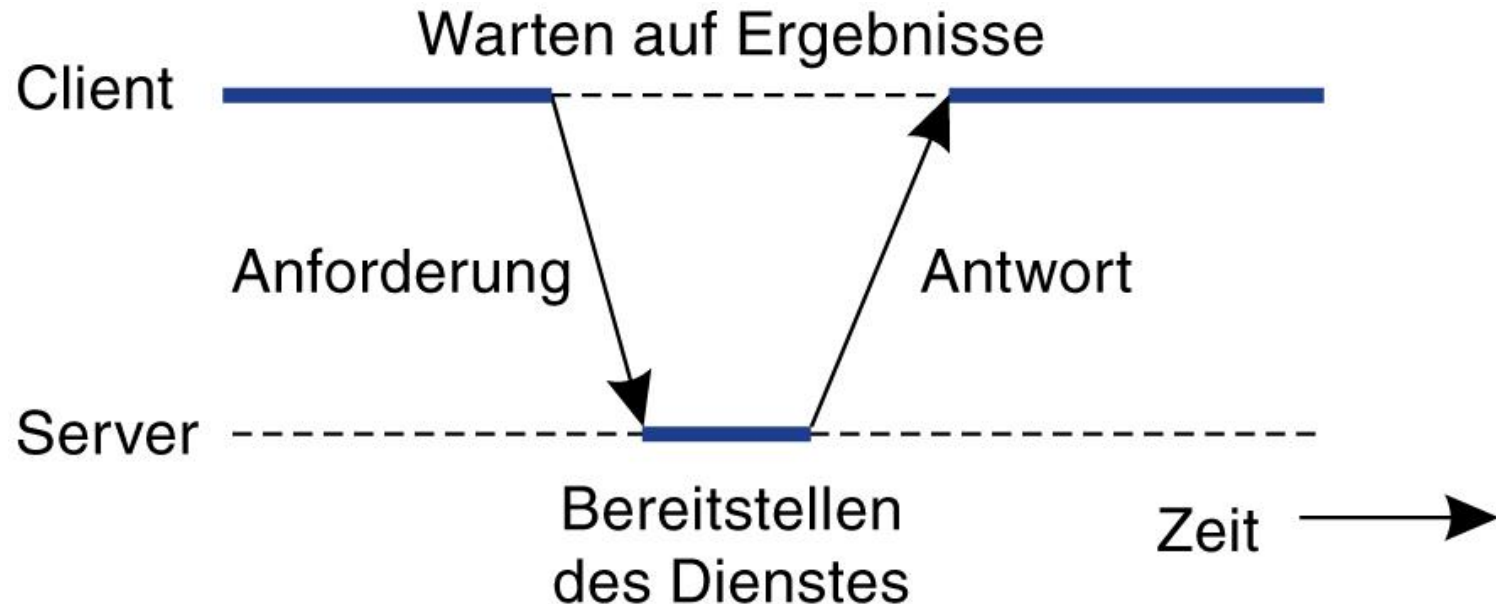 Warten auf Ergebnisse
Client
Anforderung
Antwort
Server
Bereitstellen
des Dienstes
Zeit